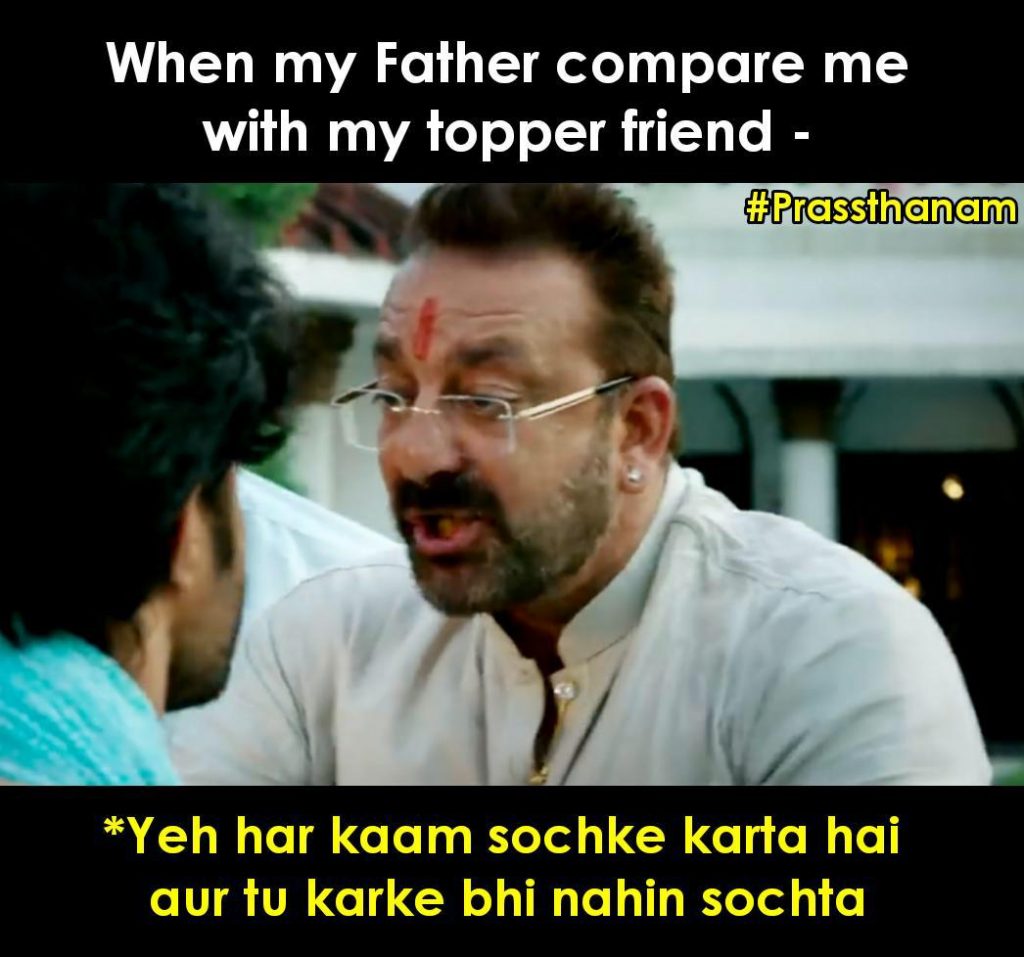 When my Father compare me
with my topper friend -
#Prassthanam
*Yeh har kaam sochke karta hai
aur tu karke bhi nahin sochta